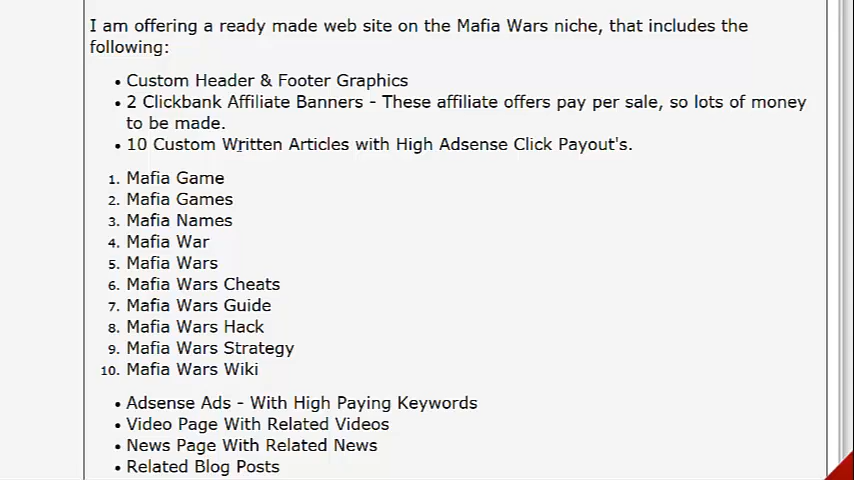 I am offering a ready made web site on the Mafia Wars niche, that includes the
following:
• Custom Header & Footer Graphics
• 2 Clickbank Affiliate Banners - These affiliate offers pay per sale, so lots of money
to be made.
• 10 Custom Written Articles with High Adsense Click Payout's.
1. Mafia Game
2. Mafia Games
3. Mafia Names
4. Mafia War
5. Mafia Wars
6. Mafia Wars Cheats
7. Mafia Wars Guide
8. Mafia Wars Hack
9. Mafia Wars Strategy
10. Mafia Wars Wiki
• Adsense Ads - With High Paying Keywords
• Video Page With Related Videos
• News Page With Related News
• Related Blog Posts